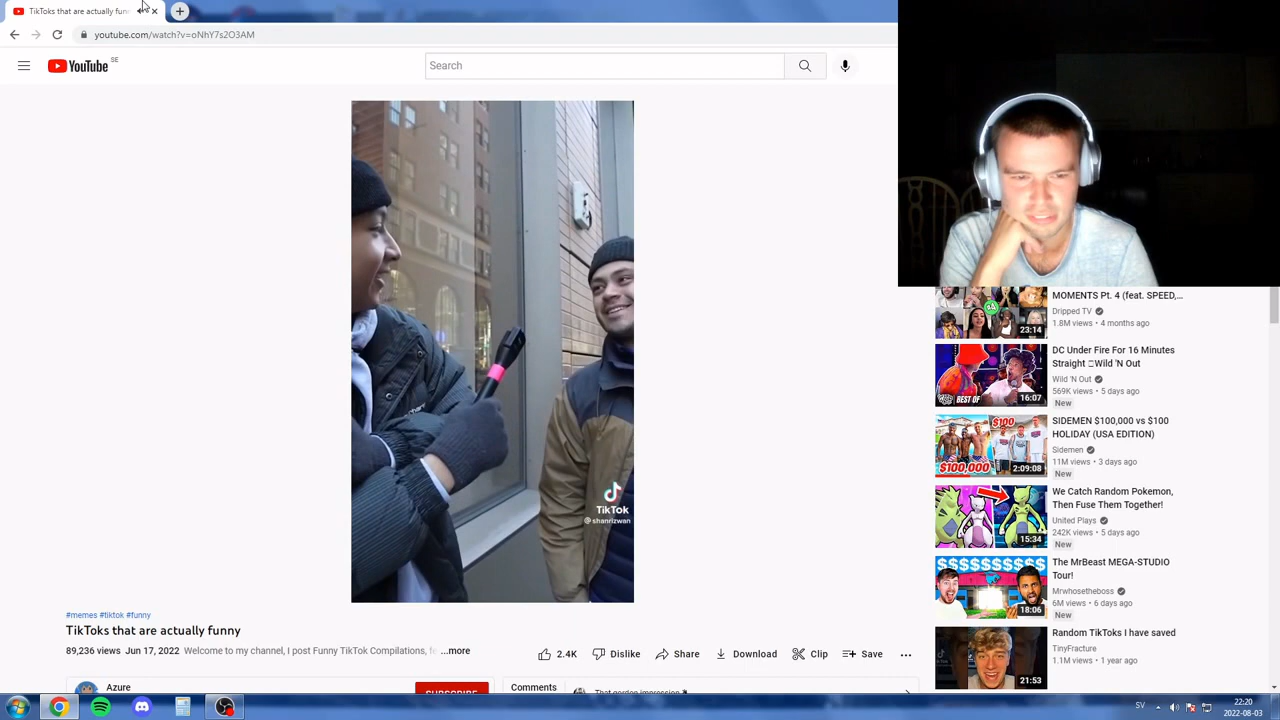 TikToks that are actually fun
youtube.com/watch?v=oNhY7s2O3AM
YouTube SE
Search
TikTok
@shanrizwan
#memes #tiktok #funny
TikToks that are actually funny
89,236 views Jun 17, 2022 Welcome to my channel, I post Funny TikTok Compilations, fe ...more
2.4K Dislike Share Download Clip Save
Azure
SUBSCRIBE
Comments
MOMENTS Pt. 4 (feat. SPEED,...
Dripped TV
1.8M views • 4 months ago
23:14
DC Under Fire For 16 Minutes
Straight Wild 'N Out
Wild 'N Out
569K views • 5 days ago
New
BEST OF
16:07
SIDEMEN $100,000 vs $100
HOLIDAY (USA EDITION)
Sidemen
11M views • 3 days ago
New
$100
$100,000
2:09:08
We Catch Random Pokemon,
Then Fuse Them Together!
United Plays
242K views • 5 days ago
New
15:34
The MrBeast MEGA-STUDIO
Tour!
Mrwhosetheboss
6M views • 6 days ago
New
$$$$$$$$$
18:06
Random TikToks I have saved
TinyFracture
1.1M views • 1 year ago
21:53
SV
22:20
2022-08-03